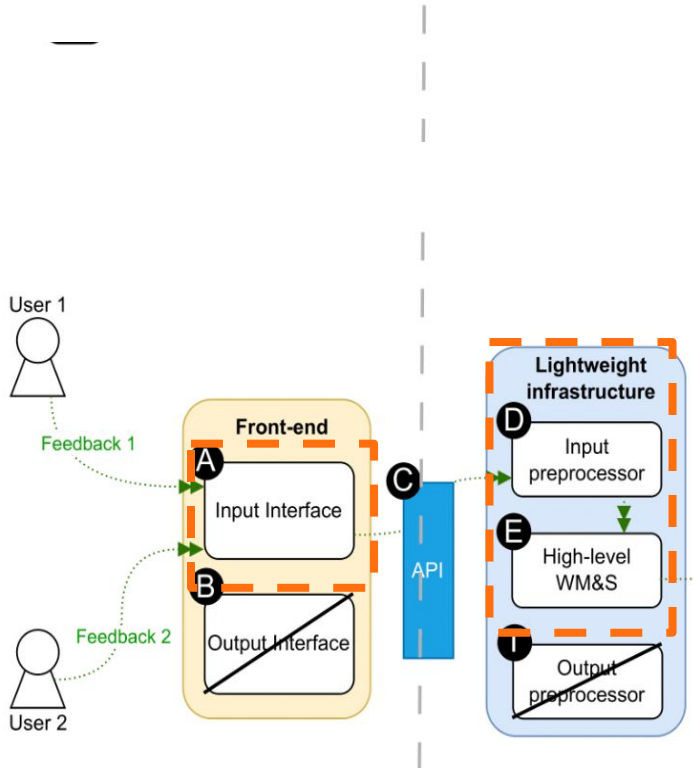 User 1
Feedback 1
Feedback 2
User 2
Front-end
A
Input Interface
B
Output Interface
C
API
Lightweight
infrastructure
D
Input
preprocessor
E
High-level
WM&S
Output
preprocessor